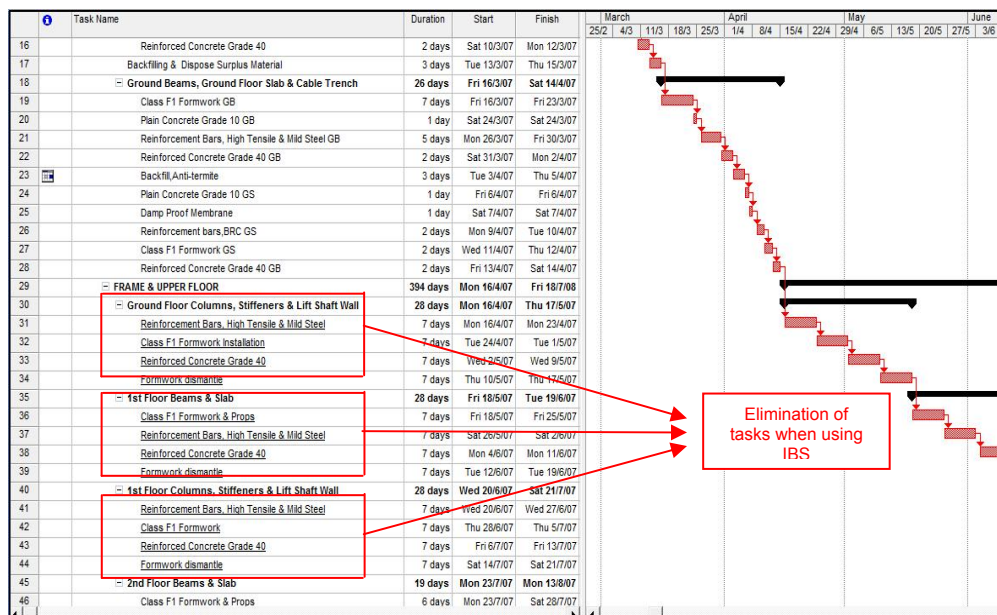 Task Name Duration Start Finish March April May June
25/2 4/3 11/3 18/3 25/3 1/4 8/4 15/4 22/4 29/4 6/5 13/5 20/5 27/5 3/6
16 Reinforced Concrete Grade 40 2 days Sat 10/3/07 Mon 12/3/07
17 Backfilling & Dispose Surplus Material 3 days Tue 13/3/07 Thu 15/3/07
18 Ground Beams, Ground Floor Slab & Cable Trench 26 days Fri 16/3/07 Sat 14/4/07
19 Class F1 Formwork GB 7 days Fri 16/3/07 Fri 23/3/07
20 Plain Concrete Grade 10 GB 1 day Sat 24/3/07 Sat 24/3/07
21 Reinforcement Bars, High Tensile & Mild Steel GB 5 days Mon 26/3/07 Fri 30/3/07
22 Reinforced Concrete Grade 40 GB 2 days Sat 31/3/07 Mon 2/4/07
23 Backfill,Anti-termite 3 days Tue 3/4/07 Thu 5/4/07
24 Plain Concrete Grade 10 GS 1 day Fri 6/4/07 Fri 6/4/07
25 Damp Proof Membrane 1 day Sat 7/4/07 Sat 7/4/07
26 Reinforcement bars,BRC GS 2 days Mon 9/4/07 Tue 10/4/07
27 Class F1 Formwork GS 2 days Wed 11/4/07 Thu 12/4/07
28 Reinforced Concrete Grade 40 GB 2 days Fri 13/4/07 Sat 14/4/07
29 FRAME & UPPER FLOOR 394 days Mon 16/4/07 Fri 18/7/08
30 Ground Floor Columns, Stiffeners & Lift Shaft Wall 28 days Mon 16/4/07 Thu 17/5/07
31 Reinforcement Bars, High Tensile & Mild Steel 7 days Mon 16/4/07 Mon 23/4/07
32 Class F1 Formwork Installation 7 days Tue 24/4/07 Tue 1/5/07
33 Reinforced Concrete Grade 40 7 days Wed 2/5/07 Wed 9/5/07
34 Formwork dismantle 7 days Thu 10/5/07 Thu 17/5/07
35 1st Floor Beams & Slab 28 days Fri 18/5/07 Tue 19/6/07
36 Class F1 Formwork & Props 7 days Fri 18/5/07 Fri 25/5/07
37 Reinforcement Bars, High Tensile & Mild Steel 7 days Sat 26/5/07 Sat 2/6/07
38 Reinforced Concrete Grade 40 7 days Mon 4/6/07 Mon 11/6/07
39 Formwork dismantle 7 days Tue 12/6/07 Tue 19/6/07
40 1st Floor Columns, Stiffeners & Lift Shaft Wall 28 days Wed 20/6/07 Sat 21/7/07
41 Reinforcement Bars, High Tensile & Mild Steel 7 days Wed 20/6/07 Wed 27/6/07
42 Class F1 Formwork 7 days Thu 28/6/07 Thu 5/7/07
43 Reinforced Concrete Grade 40 7 days Fri 6/7/07 Fri 13/7/07
44 Formwork dismantle 7 days Sat 14/7/07 Sat 21/7/07
45 2nd Floor Beams & Slab 19 days Mon 23/7/07 Mon 13/8/07
46 Class F1 Formwork & Props 6 days Mon 23/7/07 Sat 28/7/07
Elimination of
tasks when using
IBS